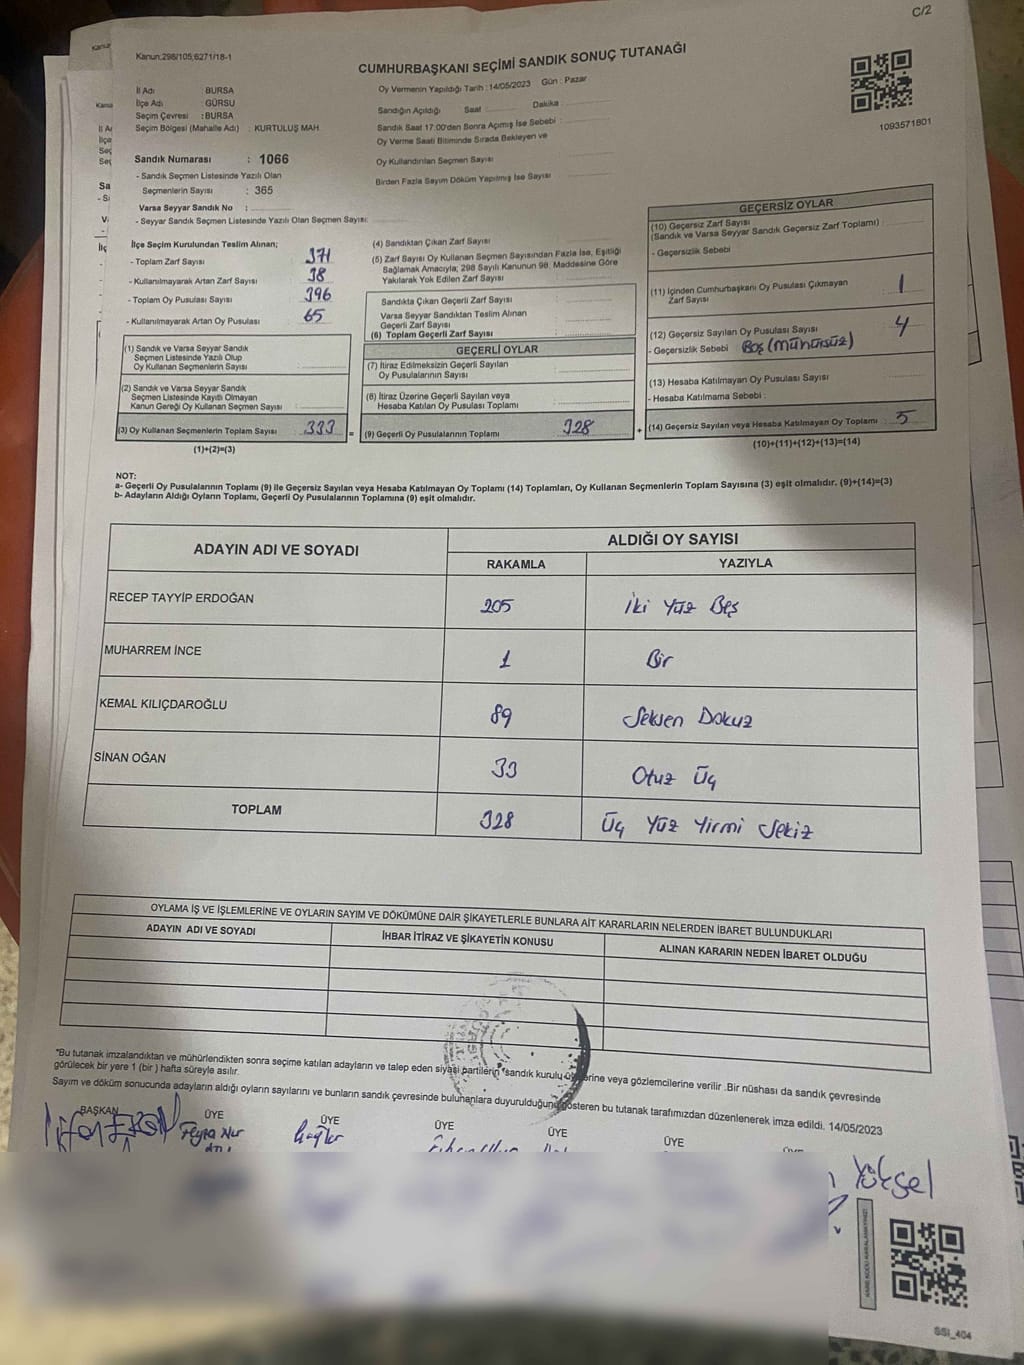 C/2
Kanun;298/105;6271/18-1
CUMHURBAŞKANI SEÇİMİ SANDIK SONUÇ TUTANAĞI
İl Adı BURSA
İlçe Adı : GÜRSU
Seçim Çevresi : BURSA
Seçim Bölgesi (Mahalle Adı) : KURTULUŞ MAH
Oy Vermenin Yapıldığı Tarih : 14/05/2023 Gün : Pazar
Sandığın Açıldığı Saat : Dakika :
Sandık Saat 17:00'den Sonra Açımış İse Sebebi :
Oy Verme Saati Bitiminde Sırada Bekleyen ve
Oy Kullandırılan Seçmen Sayısı
Birden Fazla Sayım Döküm Yapılmış İse Sayısı
1093571801
Sandık Numarası : 1066
- Sandık Seçmen Listesinde Yazılı Olan
Seçmenlerin Sayısı : 365
Varsa Seyyar Sandık No :
- Seyyar Sandık Seçmen Listesinde Yazılı Olan Seçmen Sayısı:
İlçe Seçim Kurulundan Teslim Alınan;
- Toplam Zarf Sayısı 371
- Kullanılmayarak Artan Zarf Sayısı 38
- Toplam Oy Pusulası Sayısı 396
- Kullanılmayarak Artan Oy Pusulası 65
(1) Sandık ve Varsa Seyyar Sandık
Seçmen Listesinde Yazılı Olup
Oy Kullanan Seçmenlerin Sayısı
(2) Sandık ve Varsa Seyyar Sandık
Seçmen Listesinde Kayıtlı Olmayan
Kanun Gereği Oy Kullanan Seçmen Sayısı
(3) Oy Kullanan Seçmenlerin Toplam Sayısı 333
(1)+(2)=(3)
(4) Sandıktan Çıkan Zarf Sayısı
(5) Zarf Sayısı Oy Kullanan Seçmen Sayısından Fazla İse, Eşitliği
Sağlamak Amacıyla; 298 Sayılı Kanunun 98. Maddesine Göre
Yakılarak Yok Edilen Zarf Sayısı
Sandıkta Çıkan Geçerli Zarf Sayısı
Varsa Seyyar Sandıktan Teslim Alınan
Geçerli Zarf Sayısı
(6) Toplam Geçerli Zarf Sayısı
=
GEÇERLİ OYLAR
(7) İtiraz Edilmeksizin Geçerli Sayılan
Oy Pusulalarının Sayısı
(8) İtiraz Üzerine Geçerli Sayılan veya
Hesaba Katılan Oy Pusulası Toplamı
(9) Geçerli Oy Pusulalarının Toplamı 328
+
GEÇERSİZ OYLAR
(10) Geçersiz Zarf Sayısı
(Sandık ve Varsa Seyyar Sandık Geçersiz Zarf Toplamı) :
- Geçersizlik Sebebi
(11) İçinden Cumhurbaşkanı Oy Pusulası Çıkmayan
Zarf Sayısı 1
(12) Geçersiz Sayılan Oy Pusulası Sayısı 4
- Geçersizlik Sebebi Boş (Mühürsüz)
(13) Hesaba Katılmayan Oy Pusulası Sayısı
- Hesaba Katılmama Sebebi :
(14) Geçersiz Sayılan veya Hesaba Katılmayan Oy Toplamı : 5
(10)+(11)+(12)+(13)=(14)
NOT:
a- Geçerli Oy Pusulalarının Toplamı (9) ile Geçersiz Sayılan veya Hesaba Katılmayan Oy Toplamı (14) Toplamları, Oy Kullanan Seçmenlerin Toplam Sayısına (3) eşit olmalıdır. (9)+(14)=(3)
b- Adayların Aldığı Oyların Toplamı, Geçerli Oy Pusulalarının Toplamına (9) eşit olmalıdır.
ADAYIN ADI VE SOYADI
ALDIĞI OY SAYISI
RAKAMLA YAZIYLA
RECEP TAYYİP ERDOĞAN 205 İki Yüz Beş
MUHARREM İNCE 1 Bir
KEMAL KILIÇDAROĞLU 89 Seksen Dokuz
SİNAN OĞAN 33 Otuz Üç
TOPLAM 328 Üç Yüz Yirmi Sekiz
OYLAMA İŞ VE İŞLEMLERİNE VE OYLARIN SAYIM VE DÖKÜMÜNE DAİR ŞİKAYETLERLE BUNLARA AİT KARARLARIN NELERDEN İBARET BULUNDUKLARI
ADAYIN ADI VE SOYADI İHBAR İTİRAZ VE ŞİKAYETİN KONUSU ALINAN KARARIN NEDEN İBARET OLDUĞU
"Bu tutanak imzalandıktan ve mühürlendikten sonra seçime katılan adayların ve talep eden siyasi partilerin sandık kurulu üyelerine veya gözlemcilerine verilir .Bir nüshası da sandık çevresinde
görülecek bir yere 1 (bir ) hafta süreyle asılır.
Sayım ve döküm sonucunda adayların aldığı oyların sayılarını ve bunların sandık çevresinde bulunanlara duyurulduğunu gösteren bu tutanak tarafımızdan düzenlenerek imza edildi. 14/05/2023
BAŞKAN ÜYE ÜYE ÜYE ÜYE ÜYE
Yüksel
SSI_404